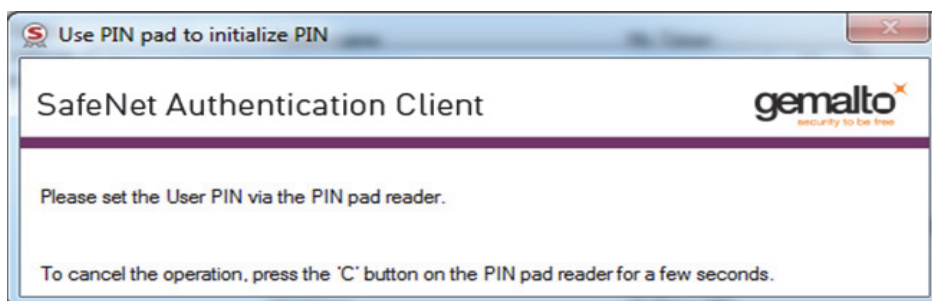 Use PIN pad to initialize PIN
SafeNet Authentication Client
gemalto
security to be free
Please set the User PIN via the PIN pad reader.
To cancel the operation, press the 'C' button on the PIN pad reader for a few seconds.